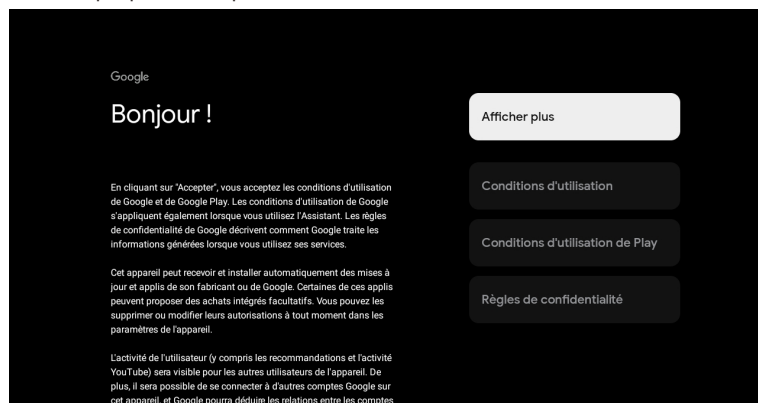 Google
Bonjour !
Afficher plus
En cliquant sur "Accepter", vous acceptez les conditions d'utilisation
de Google et de Google Play. Les conditions d'utilisation de Google
s'appliquent également lorsque vous utilisez l'Assistant. Les règles
de confidentialité de Google décrivent comment Google traite les
informations générées lorsque vous utilisez ses services.
Cet appareil peut recevoir et installer automatiquement des mises à
jour et applis de son fabricant ou de Google. Certaines de ces applis
peuvent proposer des achats intégrés facultatifs. Vous pouvez les
supprimer ou modifier leurs autorisations à tout moment dans les
paramètres de l'appareil.
L'activité de l'utilisateur (y compris les recommandations et l'activité
YouTube) sera visible pour les autres utilisateurs de l'appareil. De
plus, il sera possible de se connecter à d'autres comptes Google sur
cet appareil, et Google pourra déduire les relations entre les comptes
Conditions d'utilisation
Conditions d'utilisation de Play
Règles de confidentialité